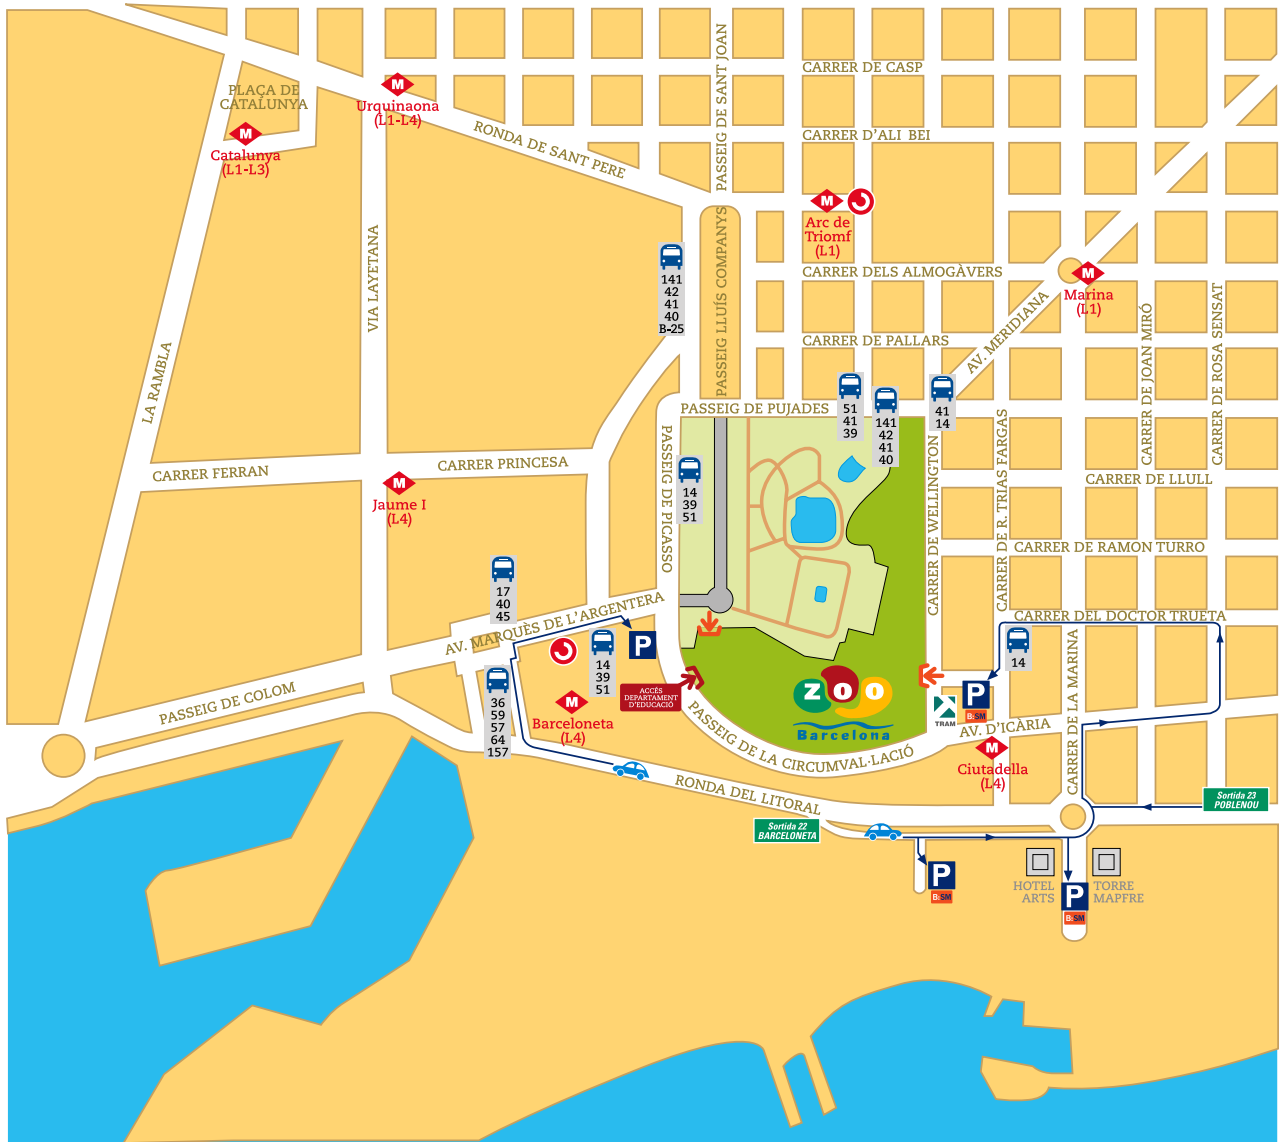 CARRER DE CASP
PLAÇA DE
CATALUNYA
M
Urquinaona
(L1-L4)
M
Catalunya
(L1-L3)
RONDA DE SANT PERE
PASSEIG DE SANT JOAN
CARRER D'ALI BEI
M
Arc de
Triomf
(L1)
VIA LAYETANA
141
42
41
40
B-25
PASSEIG LLUÍS COMPANYS
CARRER DELS ALMOGÀVERS
M
Marina
(L1)
AV. MERIDIANA
CARRER DE JOAN MIRÓ
CARRER DE ROSA SENSAT
CARRER DE PALLARS
LA RAMBLA
PASSEIG DE PUJADES
51
41
39
141
42
41
40
41
14
CARRER FERRAN
CARRER PRINCESA
M
Jaume I
(L4)
PASSEIG DE PICASSO
14
39
51
CARRER DE WELLINGTON
CARRER DE R. TRIAS FARGAS
CARRER DE LLULL
CARRER DE RAMON TURRO
17
40
45
AV. MARQUÈS DE L'ARGENTERA
P
14
39
51
CARRER DEL DOCTOR TRUETA
14
CARRER DE LA MARINA
PASSEIG DE COLOM
36
59
57
64
157
M
Barceloneta
(L4)
ACCÉS
DEPARTAMENT
D'EDUCACIÓ
zoo
Barcelona
P
B:SM
TRAM
PASSEIG DE LA CIRCUMVAL·LACIÓ
AV. D'ICÀRIA
M
Ciutadella
(L4)
RONDA DEL LITORAL
Sortida 22
BARCELONETA
Sortida 23
POBLENOU
P
B:SM
HOTEL
ARTS
P
B:SM
TORRE
MAPFRE